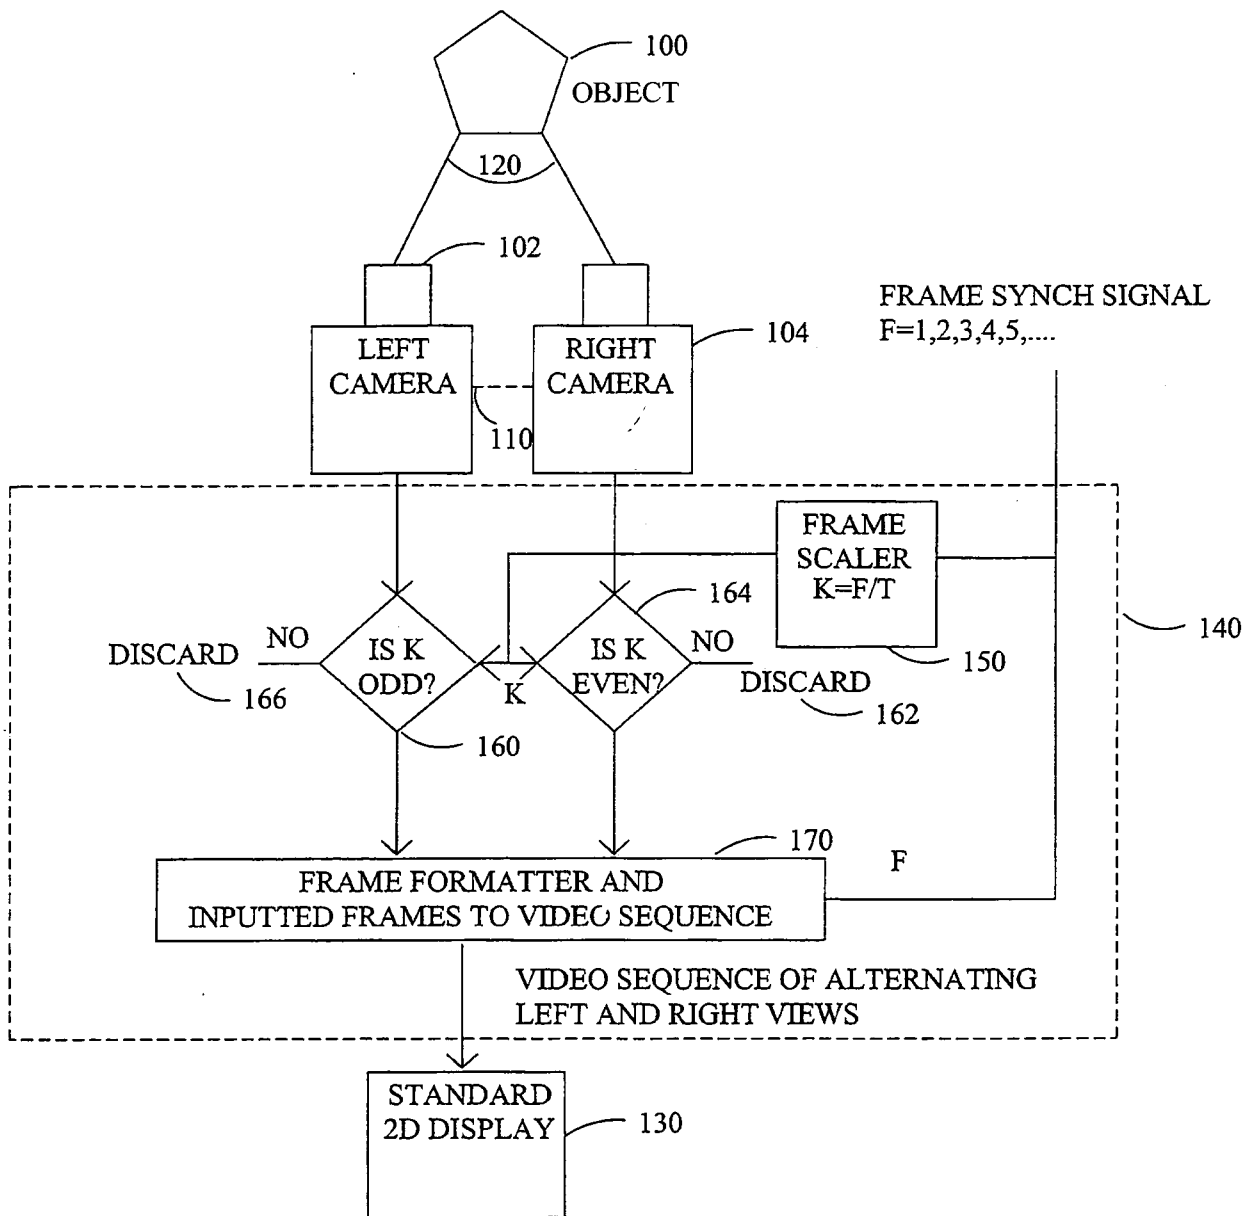 100
OBJECT
120
102
FRAME SYNCH SIGNAL
F=1,2,3,4,5,....
104
LEFT
CAMERA
RIGHT
CAMERA
110
FRAME
SCALER
K=F/T
164
140
NO
DISCARD
IS K
ODD?
K
IS K
EVEN?
NO
DISCARD
150
166
162
160
170
F
FRAME FORMATTER AND
INPUTTED FRAMES TO VIDEO SEQUENCE
VIDEO SEQUENCE OF ALTERNATING
LEFT AND RIGHT VIEWS
STANDARD
2D DISPLAY
130